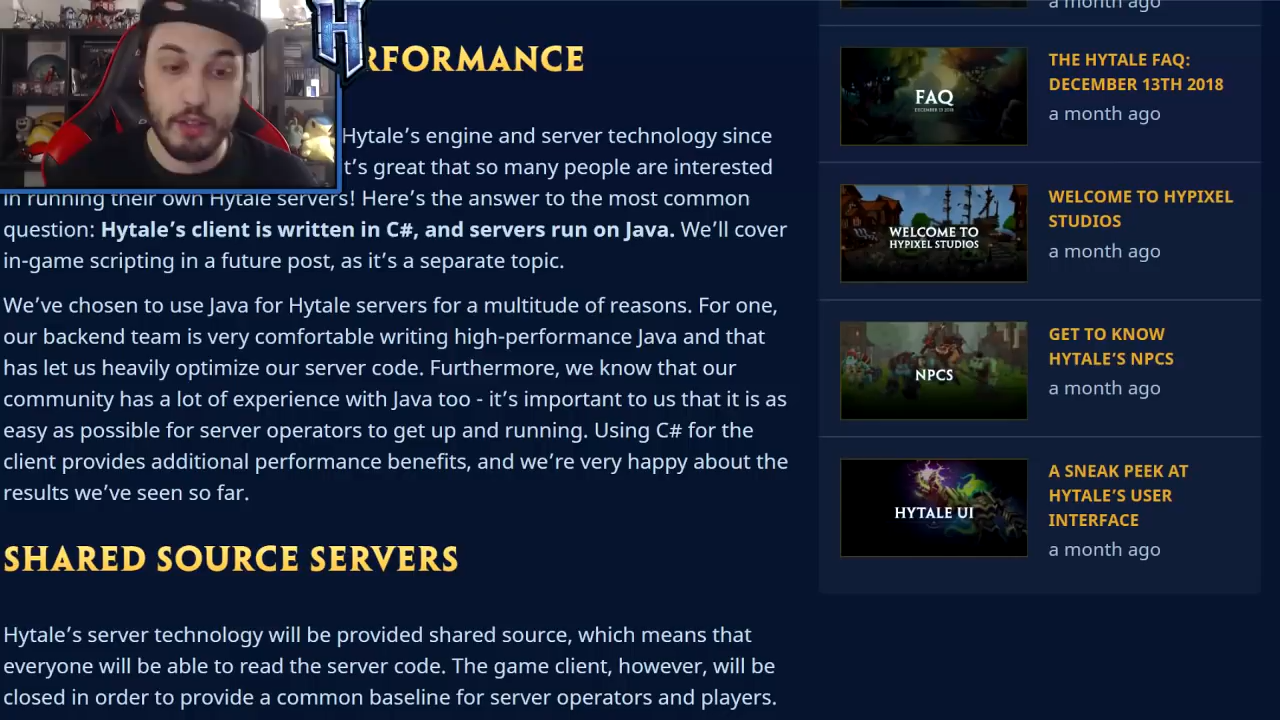 RFORMANCE
Hytale’s engine and server technology since
t’s great that so many people are interested
in running their own Hytale servers! Here’s the answer to the most common
question: Hytale’s client is written in C#, and servers run on Java. We’ll cover
in-game scripting in a future post, as it’s a separate topic.
We’ve chosen to use Java for Hytale servers for a multitude of reasons. For one,
our backend team is very comfortable writing high-performance Java and that
has let us heavily optimize our server code. Furthermore, we know that our
community has a lot of experience with Java too - it’s important to us that it is as
easy as possible for server operators to get up and running. Using C# for the
client provides additional performance benefits, and we’re very happy about the
results we’ve seen so far.
SHARED SOURCE SERVERS
Hytale’s server technology will be provided shared source, which means that
everyone will be able to read the server code. The game client, however, will be
closed in order to provide a common baseline for server operators and players.
a month ago
FAQ
DECEMBER 13 2018
THE HYTALE FAQ:
DECEMBER 13TH 2018
a month ago
WELCOME TO
HYPIXEL STUDIOS
WELCOME TO HYPIXEL
STUDIOS
a month ago
NPCS
GET TO KNOW
HYTALE’S NPCS
a month ago
HYTALE UI
A SNEAK PEEK AT
HYTALE’S USER
INTERFACE
a month ago
H